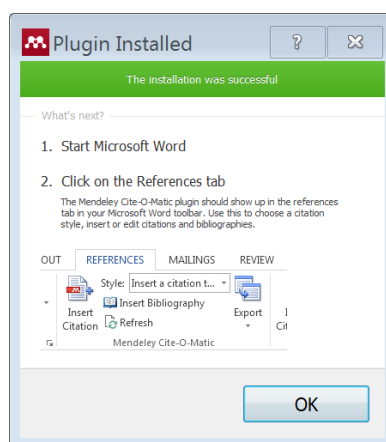 Plugin Installed
The installation was successful
What's next?
1. Start Microsoft Word
2. Click on the References tab
The Mendeley Cite-O-Matic plugin should show up in the references
tab in your Microsoft Word toolbar. Use this to choose a citation
style, insert or edit citations and bibliographies.
OUT REFERENCES MAILINGS REVIEW
Style: Insert a citation t...
Insert Bibliography
Insert Citation
Refresh
Export
Mendeley Cite-O-Matic
OK